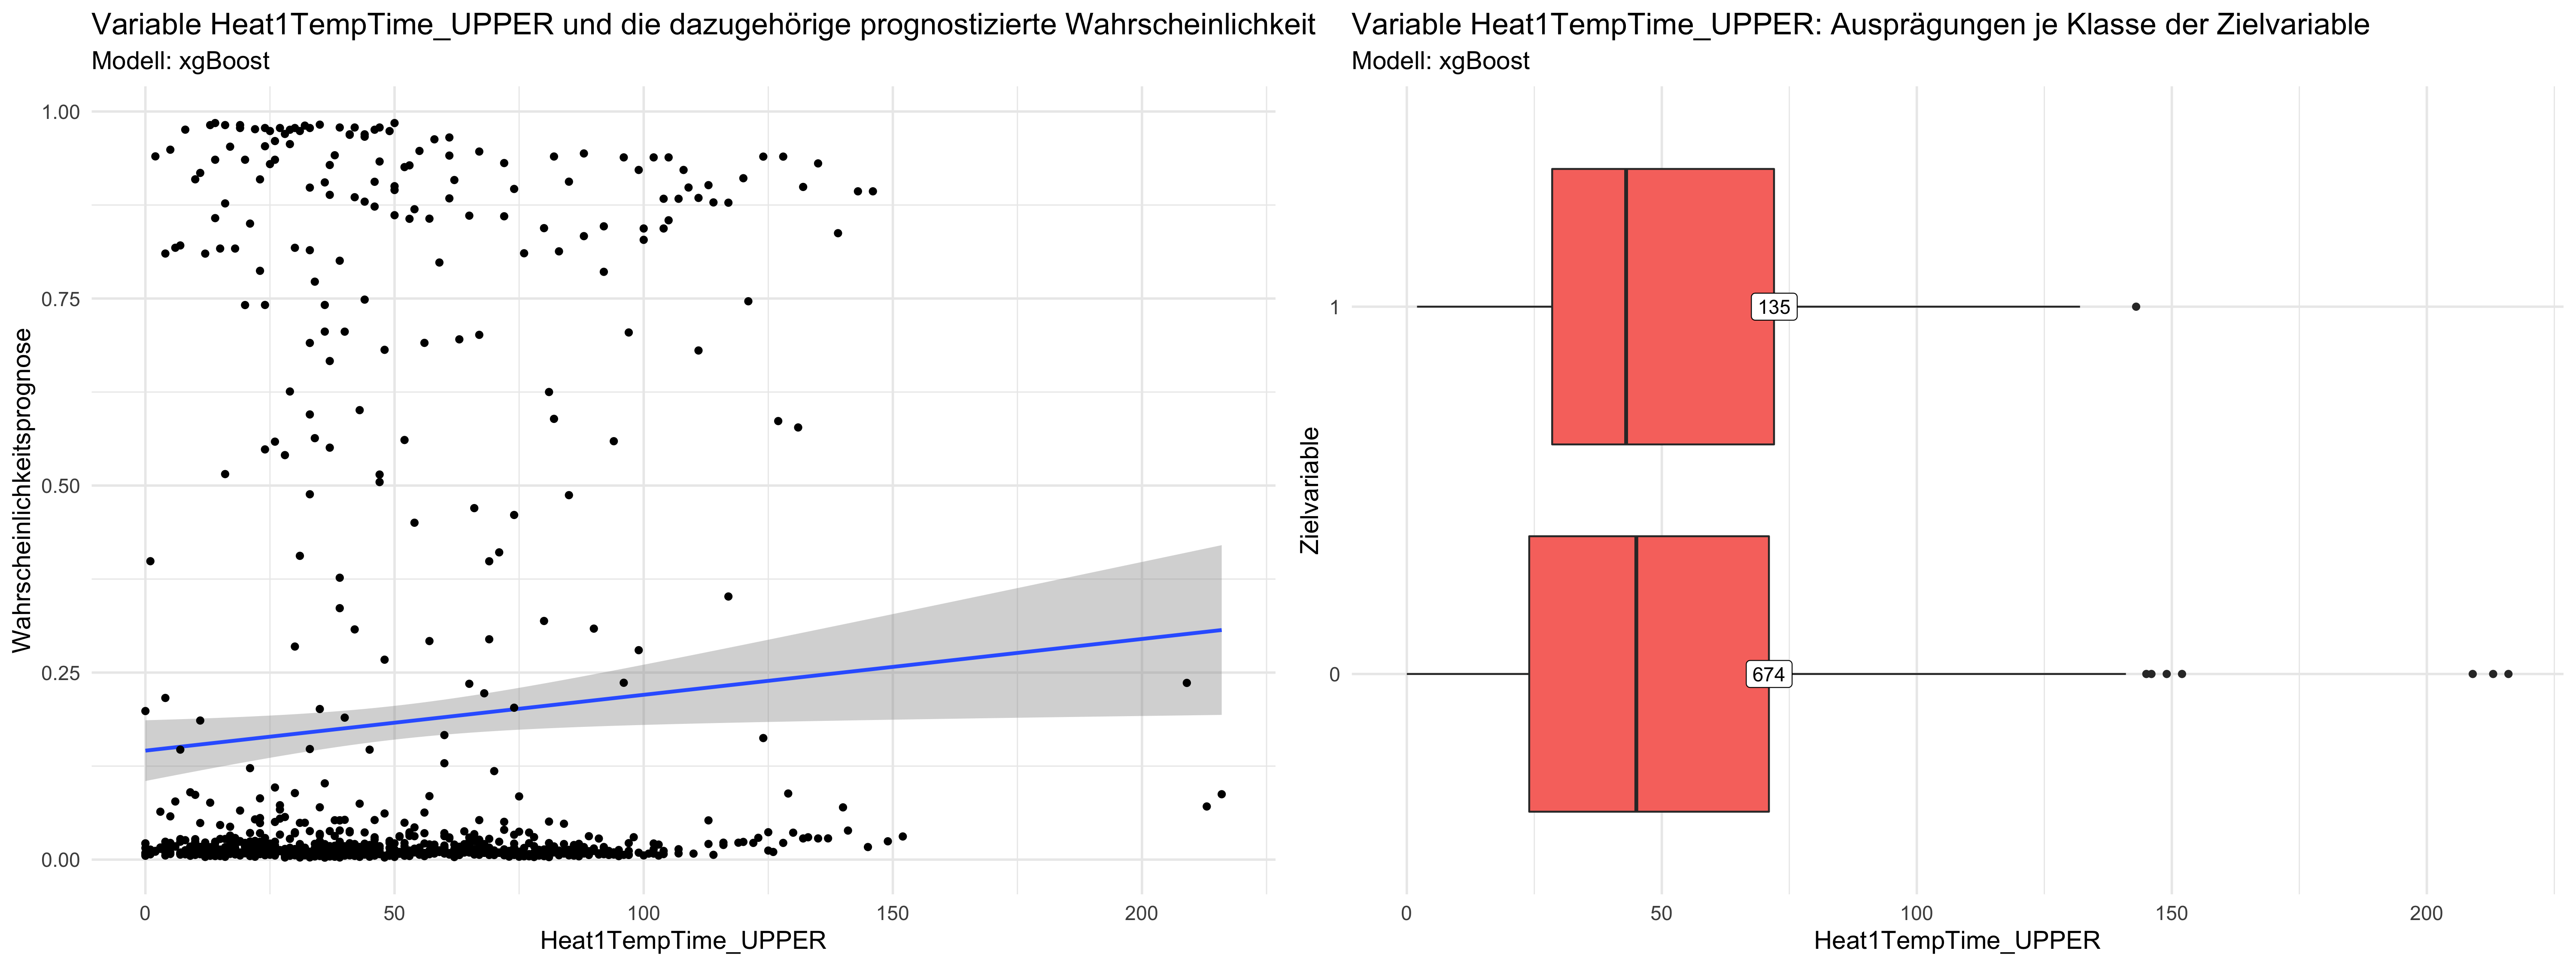 Variable Heat1TempTime_UPPER und die dazugehörige prognostizierte Wahrscheinlichkeit
Modell: xgBoost
Wahrscheinlichkeitsprognose
1.00
0.75
0.50
0.25
0.00
0 50 100 150 200
Heat1TempTime_UPPER
Variable Heat1TempTime_UPPER: Ausprägungen je Klasse der Zielvariable
Modell: xgBoost
Zielvariable
1
135
0
674
0 50 100 150 200
Heat1TempTime_UPPER